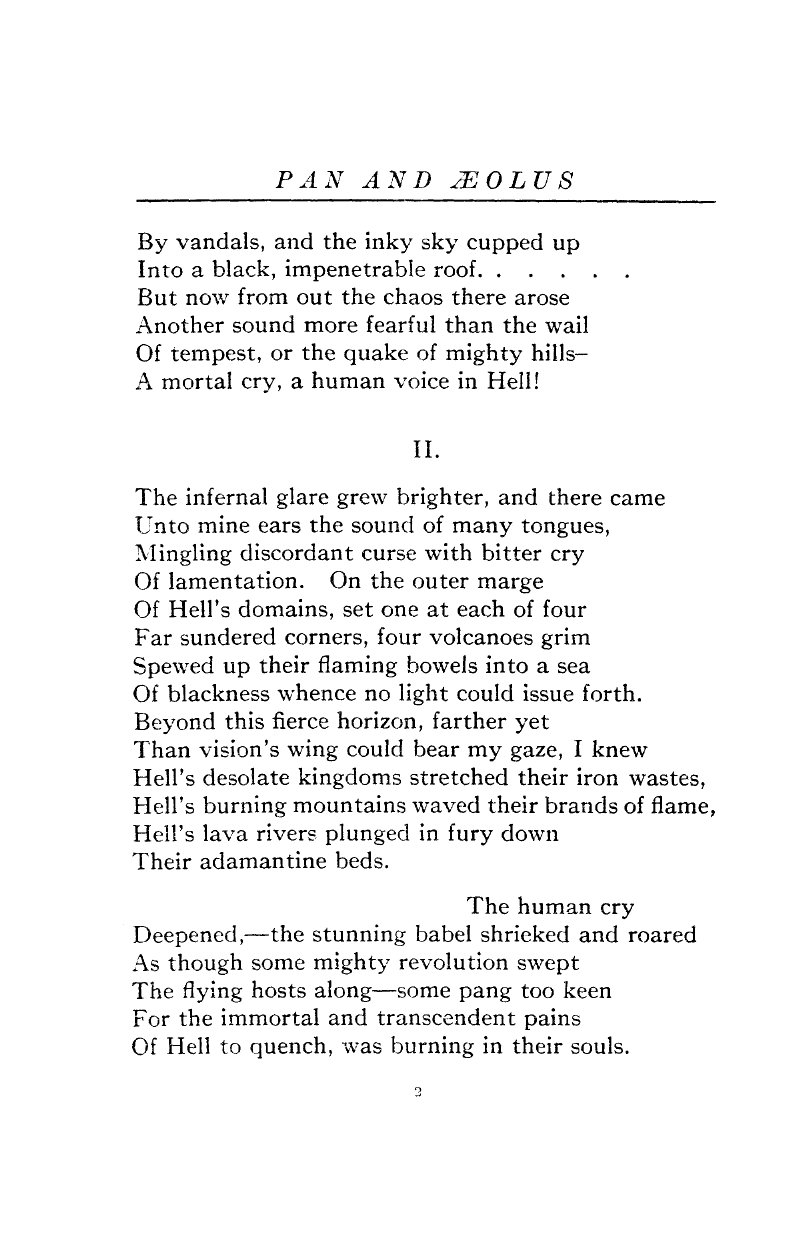 PAN AND ÆOLUS
By vandals, and the inky sky cupped up
Into a black, impenetrable roof. . . . . . .
But now from out the chaos there arose
Another sound more fearful than the wail
Of tempest, or the quake of mighty hills–
A mortal cry, a human voice in Hell!
II.
The infernal glare grew brighter, and there came
Unto mine ears the sound of many tongues,
Mingling discordant curse with bitter cry
Of lamentation. On the outer marge
Of Hell's domains, set one at each of four
Far sundered corners, four volcanoes grim
Spewed up their flaming bowels into a sea
Of blackness whence no light could issue forth.
Beyond this fierce horizon, farther yet
Than vision's wing could bear my gaze, I knew
Hell's desolate kingdoms stretched their iron wastes,
Hell's burning mountains waved their brands of flame,
Hell's lava rivers plunged in fury down
Their adamantine beds.
The human cry
Deepened,—the stunning babel shrieked and roared
As though some mighty revolution swept
The flying hosts along—some pang too keen
For the immortal and transcendent pains
Of Hell to quench, was burning in their souls.